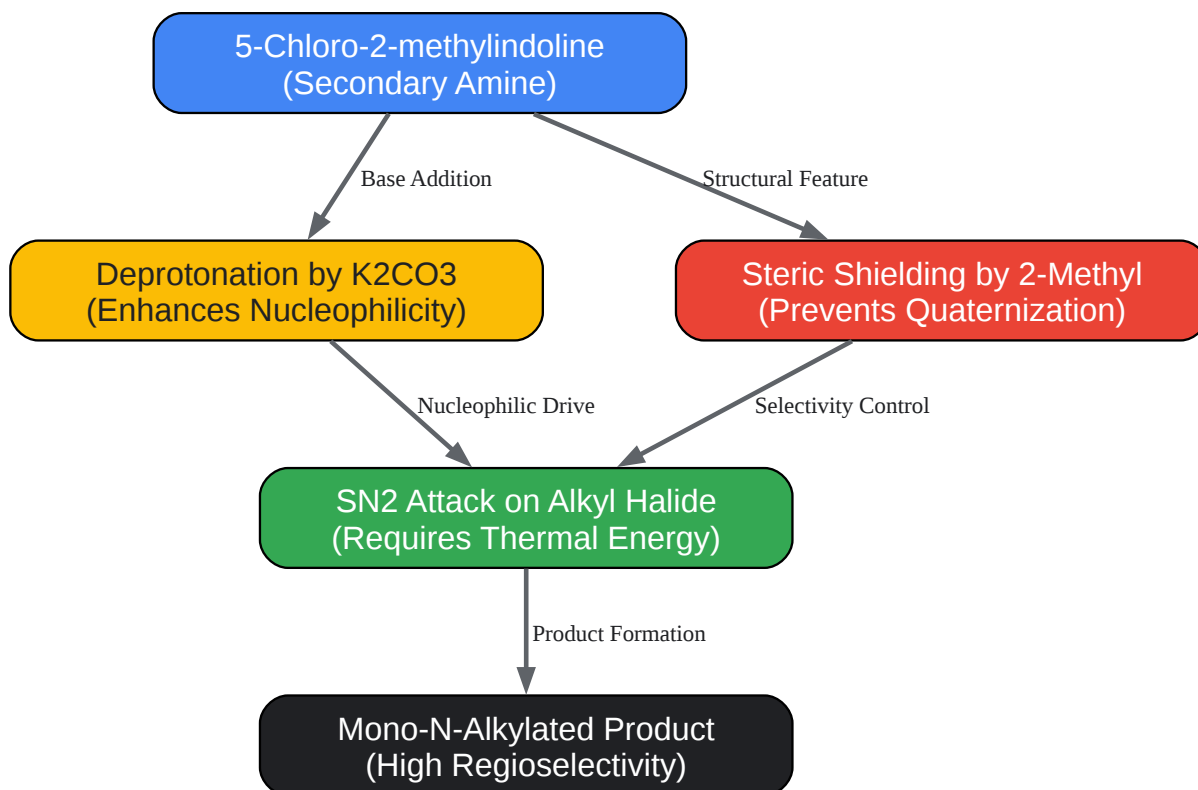 5-Chloro-2-methylindoline
(Secondary Amine)
Base Addition
Structural Feature
Deprotonation by K2CO3
(Enhances Nucleophilicity)
Steric Shielding by 2-Methyl
(Prevents Quaternization)
Nucleophilic Drive
Selectivity Control
SN2 Attack on Alkyl Halide
(Requires Thermal Energy)
Product Formation
Mono-N-Alkylated Product
(High Regioselectivity)